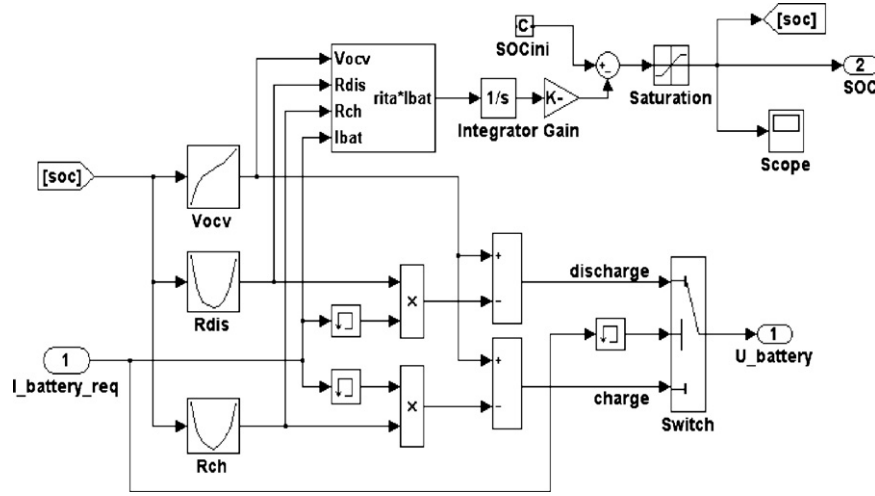 C
SOCini
[soc]
Vocv
Rdis
Rch
Ibat
rita*Ibat
1/s
Integrator
K-
Gain
+
-
Saturation
2
SOC
Scope
[soc]
Vocv
Rdis
1
I_battery_req
Rch
×
×
+
-
+
-
discharge
charge
Switch
1
U_battery